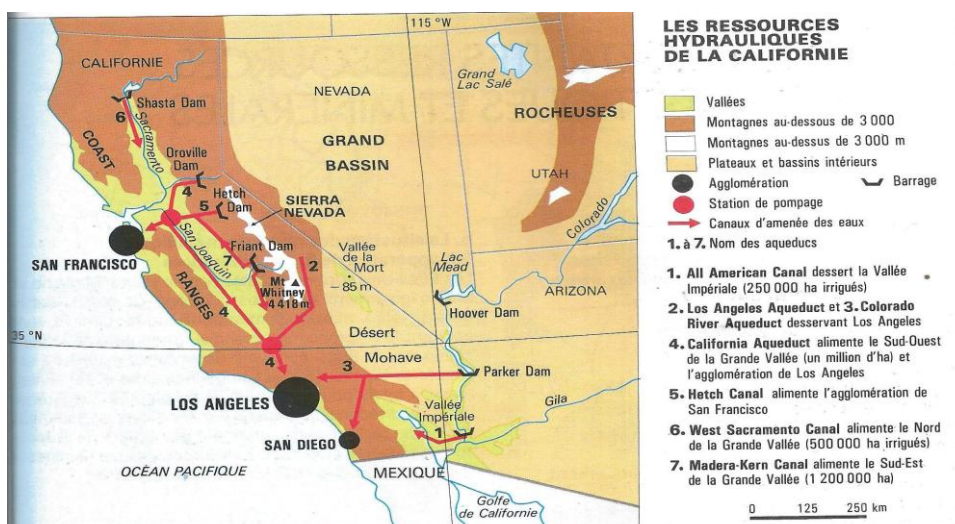 115 °W
CALIFORNIE
NEVADA
Grand
Lac Salé
Shasta Dam
6
Sacramento
COAST
GRAND
BASSIN
ROCHEUSES
Oroville
Dam
UTAH
4
Hetch
Dam
5
SIERRA
NEVADA
Colorado
San Joaquin
Friant Dam
7
2
SAN FRANCISCO
Vallée
de la
Mort
- 85 m
Lac
Mead
Mt
Whitney
4 418 m
RANGES
ARIZONA
Hoover Dam
4
35 °N
Désert
Mohave
4
3
Parker Dam
LOS ANGELES
Vallée
Impériale
Gila
1
SAN DIEGO
OCÉAN PACIFIQUE
MEXIQUE
Golfe
de Californie
LES RESSOURCES
HYDRAULIQUES
DE LA CALIFORNIE
Vallées
Montagnes au-dessous de 3 000
Montagnes au-dessus de 3 000 m
Plateaux et bassins intérieurs
Agglomération
Barrage
Station de pompage
Canaux d'amenée des eaux
1. à 7. Nom des aqueducs
1. All American Canal dessert la Vallée
Impériale (250 000 ha irrigués)
2. Los Angeles Aqueduct et 3. Colorado
River Aqueduct desservant Los Angeles
4. California Aqueduct alimente le Sud-Ouest
de la Grande Vallée (un million d'ha) et
l'agglomération de Los Angeles
5. Hetch Canal alimente l'agglomération de
San Francisco
6. West Sacramento Canal alimente le Nord
de la Grande Vallée (500 000 ha irrigués)
7. Madera-Kern Canal alimente le Sud-Est
de la Grande Vallée (1 200 000 ha)
0 125 250 km